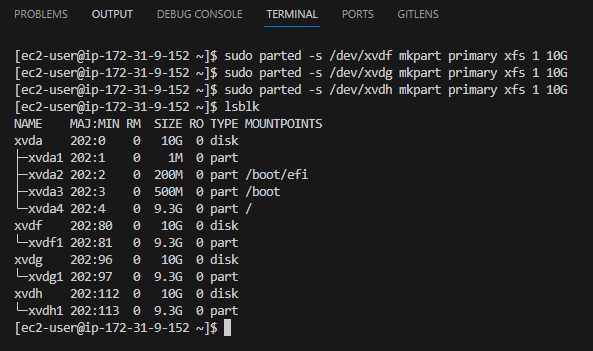 PROBLEMS OUTPUT DEBUG CONSOLE TERMINAL PORTS GITLENS
[ec2-user@ip-172-31-9-152 ~]$ sudo parted -s /dev/xvdf mkpart primary xfs 1 10G
[ec2-user@ip-172-31-9-152 ~]$ sudo parted -s /dev/xvdg mkpart primary xfs 1 10G
[ec2-user@ip-172-31-9-152 ~]$ sudo parted -s /dev/xvdh mkpart primary xfs 1 10G
[ec2-user@ip-172-31-9-152 ~]$ lsblk
NAME    MAJ:MIN RM  SIZE RO TYPE MOUNTPOINTS
xvda    202:0    0   10G  0 disk
├─xvda1 202:1    0    1M  0 part
├─xvda2 202:2    0  200M  0 part /boot/efi
├─xvda3 202:3    0  500M  0 part /boot
└─xvda4 202:4    0  9.3G  0 part /
xvdf    202:80   0   10G  0 disk
└─xvdf1 202:81   0  9.3G  0 part
xvdg    202:96   0   10G  0 disk
└─xvdg1 202:97   0  9.3G  0 part
xvdh    202:112  0   10G  0 disk
└─xvdh1 202:113  0  9.3G  0 part
[ec2-user@ip-172-31-9-152 ~]$